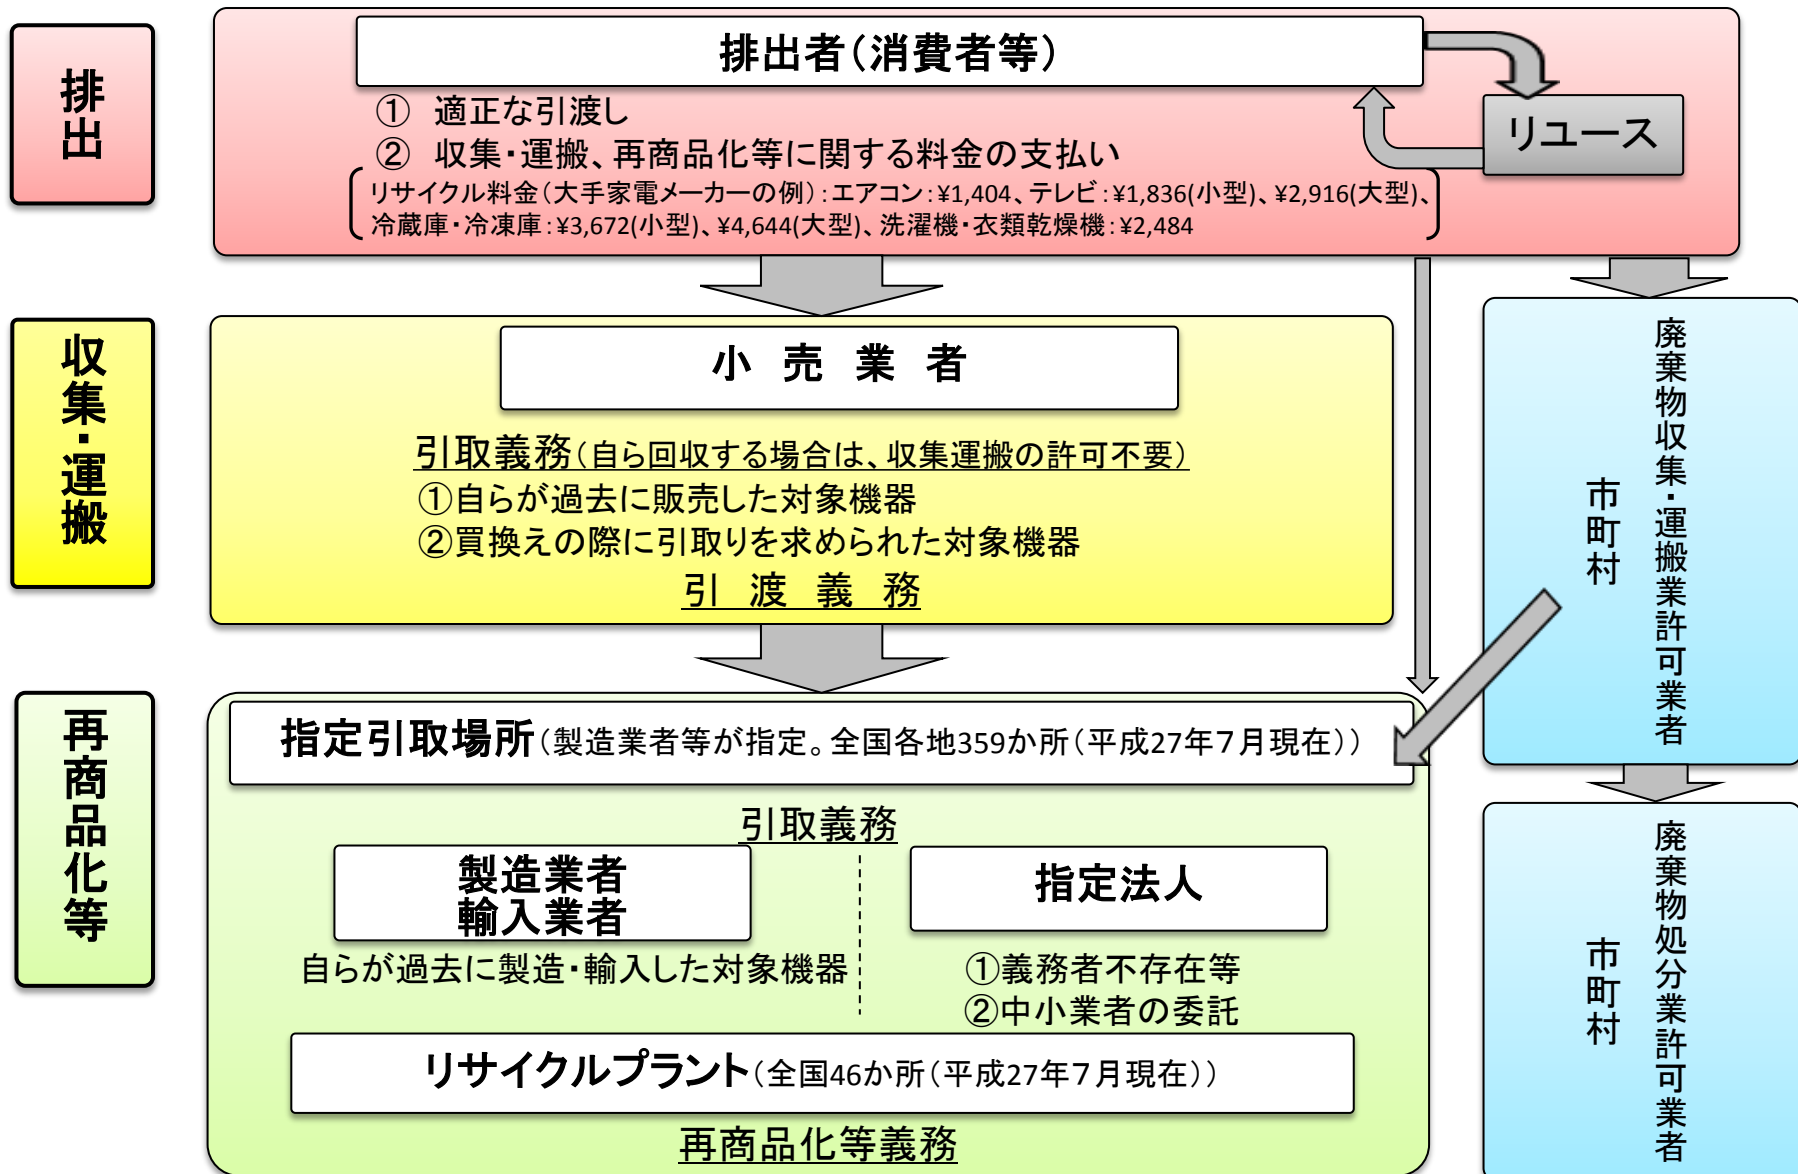 排出
排出者（消費者等）
リユース
① 適正な引渡し
② 収集・運搬、再商品化等に関する料金の支払い
リサイクル料金（大手家電メーカーの例）：エアコン：¥1,404、テレビ：¥1,836(小型)、¥2,916(大型)、
冷蔵庫・冷凍庫：¥3,672(小型)、¥4,644(大型)、洗濯機・衣類乾燥機：¥2,484
収集・運搬
小売業者
引取義務（自ら回収する場合は、収集運搬の許可不要）
①自らが過去に販売した対象機器
②買換えの際に引取りを求められた対象機器
引渡義務
廃棄物収集・運搬業許可業者
市町村
再商品化等
指定引取場所（製造業者等が指定。全国各地359か所（平成27年７月現在））
引取義務
製造業者
輸入業者
自らが過去に製造・輸入した対象機器
指定法人
①義務者不存在等
②中小業者の委託
リサイクルプラント（全国46か所（平成27年７月現在））
再商品化等義務
廃棄物処分業許可業者
市町村